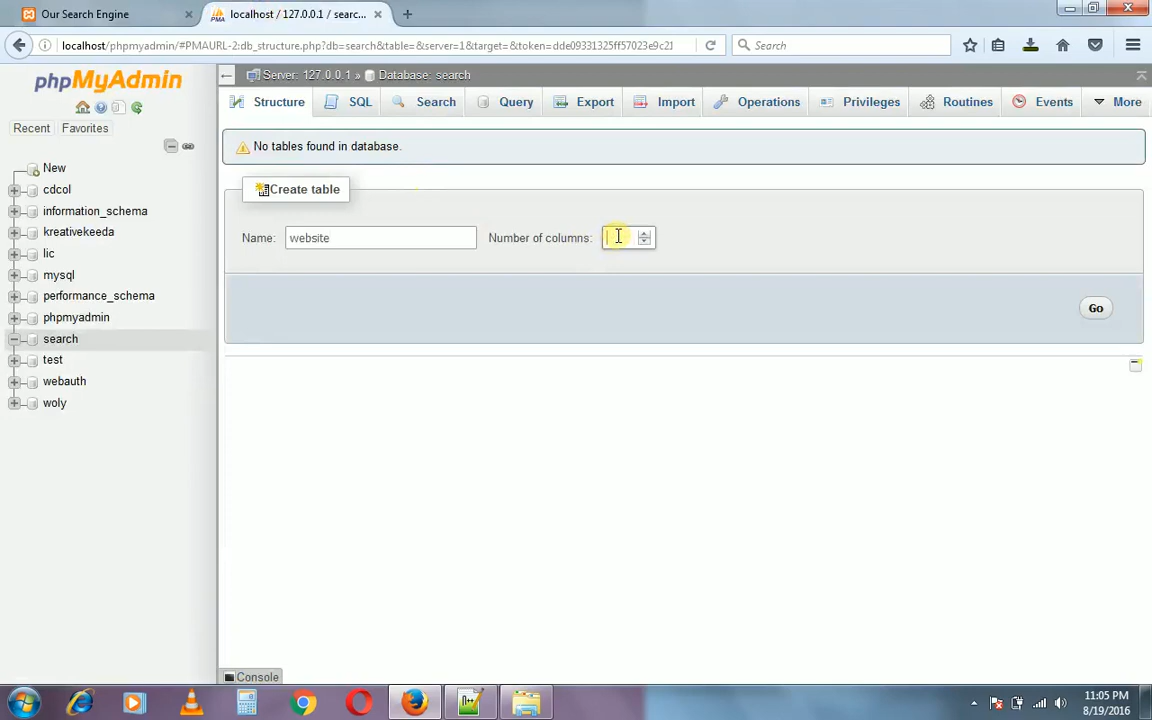 Our Search Engine
localhost / 127.0.0.1 / searc...
localhost/phpmyadmin/#PMAURL-2:db_structure.php?db=search&table=&server=1&target=&token=dde09331325ff57023e9c21
Search
phpMyAdmin
Recent Favorites
New
cdcol
information_schema
kreativekeeda
lic
mysql
performance_schema
phpmyadmin
search
test
webauth
woly
Server: 127.0.0.1 » Database: search
Structure SQL Search Query Export Import Operations Privileges Routines Events More
No tables found in database.
Create table
Name: website Number of columns:
Go
Console
11:05 PM
8/19/2016